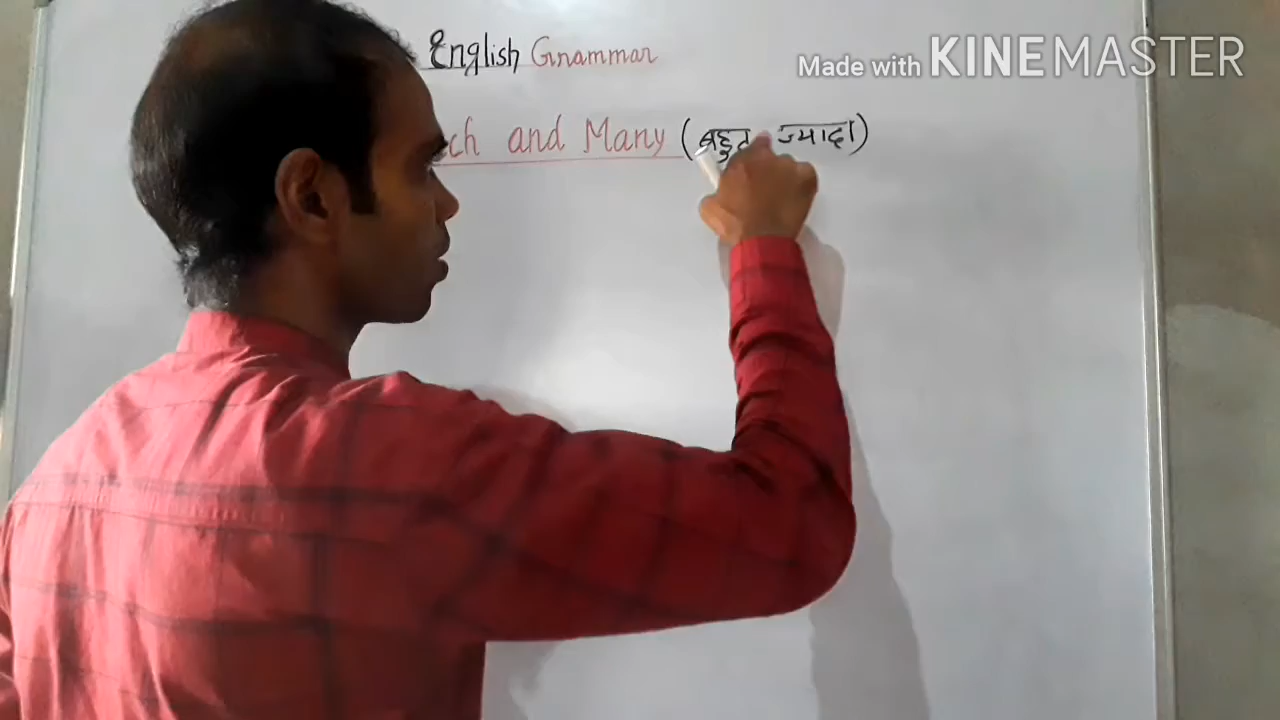 English Grammar
Made with KINEMASTER
ch and Many (बहुत ज्यादा)